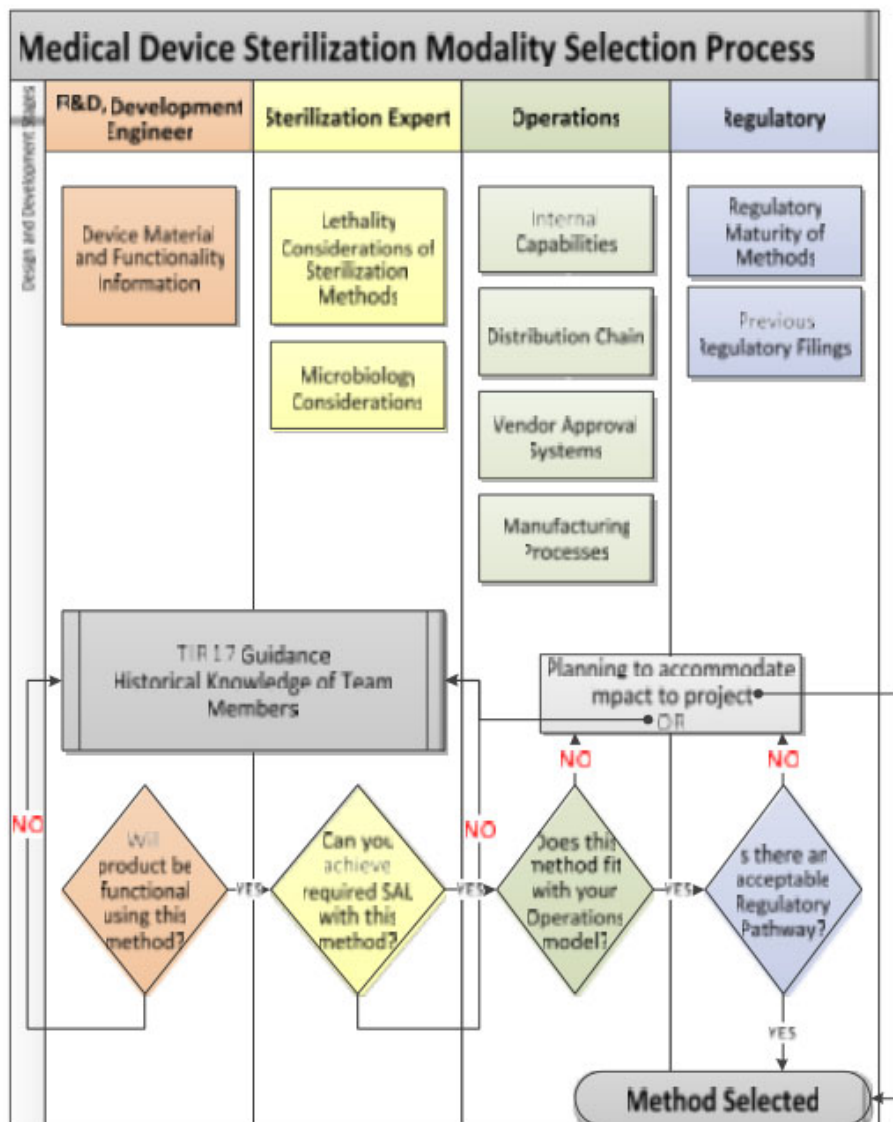 Medical Device Sterilization Modality Selection Process
Design and Development Stages
R&D, Development
Engineer
Sterilization Expert
Operations
Regulatory
Device Material
and Functionality
Information
Lethality
Considerations of
Sterilization
Methods
Microbiology
Considerations
Internal
Capabilities
Distribution Chain
Vendor Approval
Systems
Manufacturing
Processes
Regulatory
Maturity of
Methods
Previous
Regulatory Filings
TIR17 Guidance
Historical Knowledge of Team
Members
Planning to accommodate
impact to project
OR
NO
NO
NO
NO
Will
product be
functional
using this
method?
YES
Can you
achieve
required SAL
with this
method?
YES
Does this
method fit
with your
Operations
model?
YES
Is there an
acceptable
Regulatory
Pathway?
YES
Method Selected